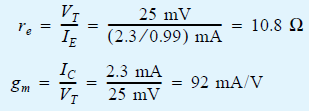 r_e = V_T / I_E = 25 mV / (2.3/0.99) mA = 10.8 Ω
g_m = I_C / V_T = 2.3 mA / 25 mV = 92 mA/V